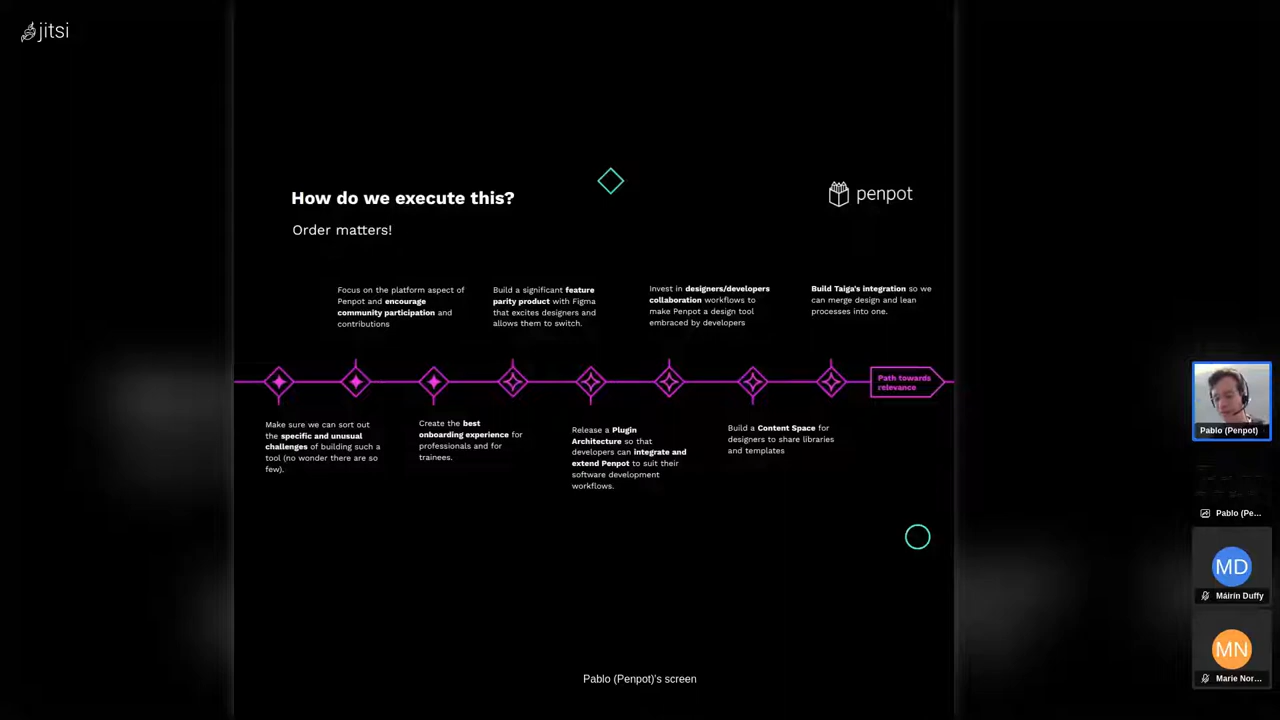 jitsi
How do we execute this?
penpot
Order matters!
Focus on the platform aspect of
Penpot and encourage
community participation and
contributions
Build a significant feature
parity product with Figma
that excites designers and
allows them to switch.
Invest in designers/developers
collaboration workflows to
make Penpot a design tool
embraced by developers
Build Taiga's integration so we
can merge design and lean
processes into one.
Path towards
relevance
Make sure we can sort out
the specific and unusual
challenges of building such a
tool (no wonder there are so
few).
Create the best
onboarding experience for
professionals and for
trainees.
Release a Plugin
Architecture so that
developers can integrate and
extend Penpot to suit their
software development
workflows.
Build a Content Space for
designers to share libraries
and templates
Pablo (Penpot)
Pablo (Pe...
MD
Máirín Duffy
MN
Marie Nor...
Pablo (Penpot)'s screen